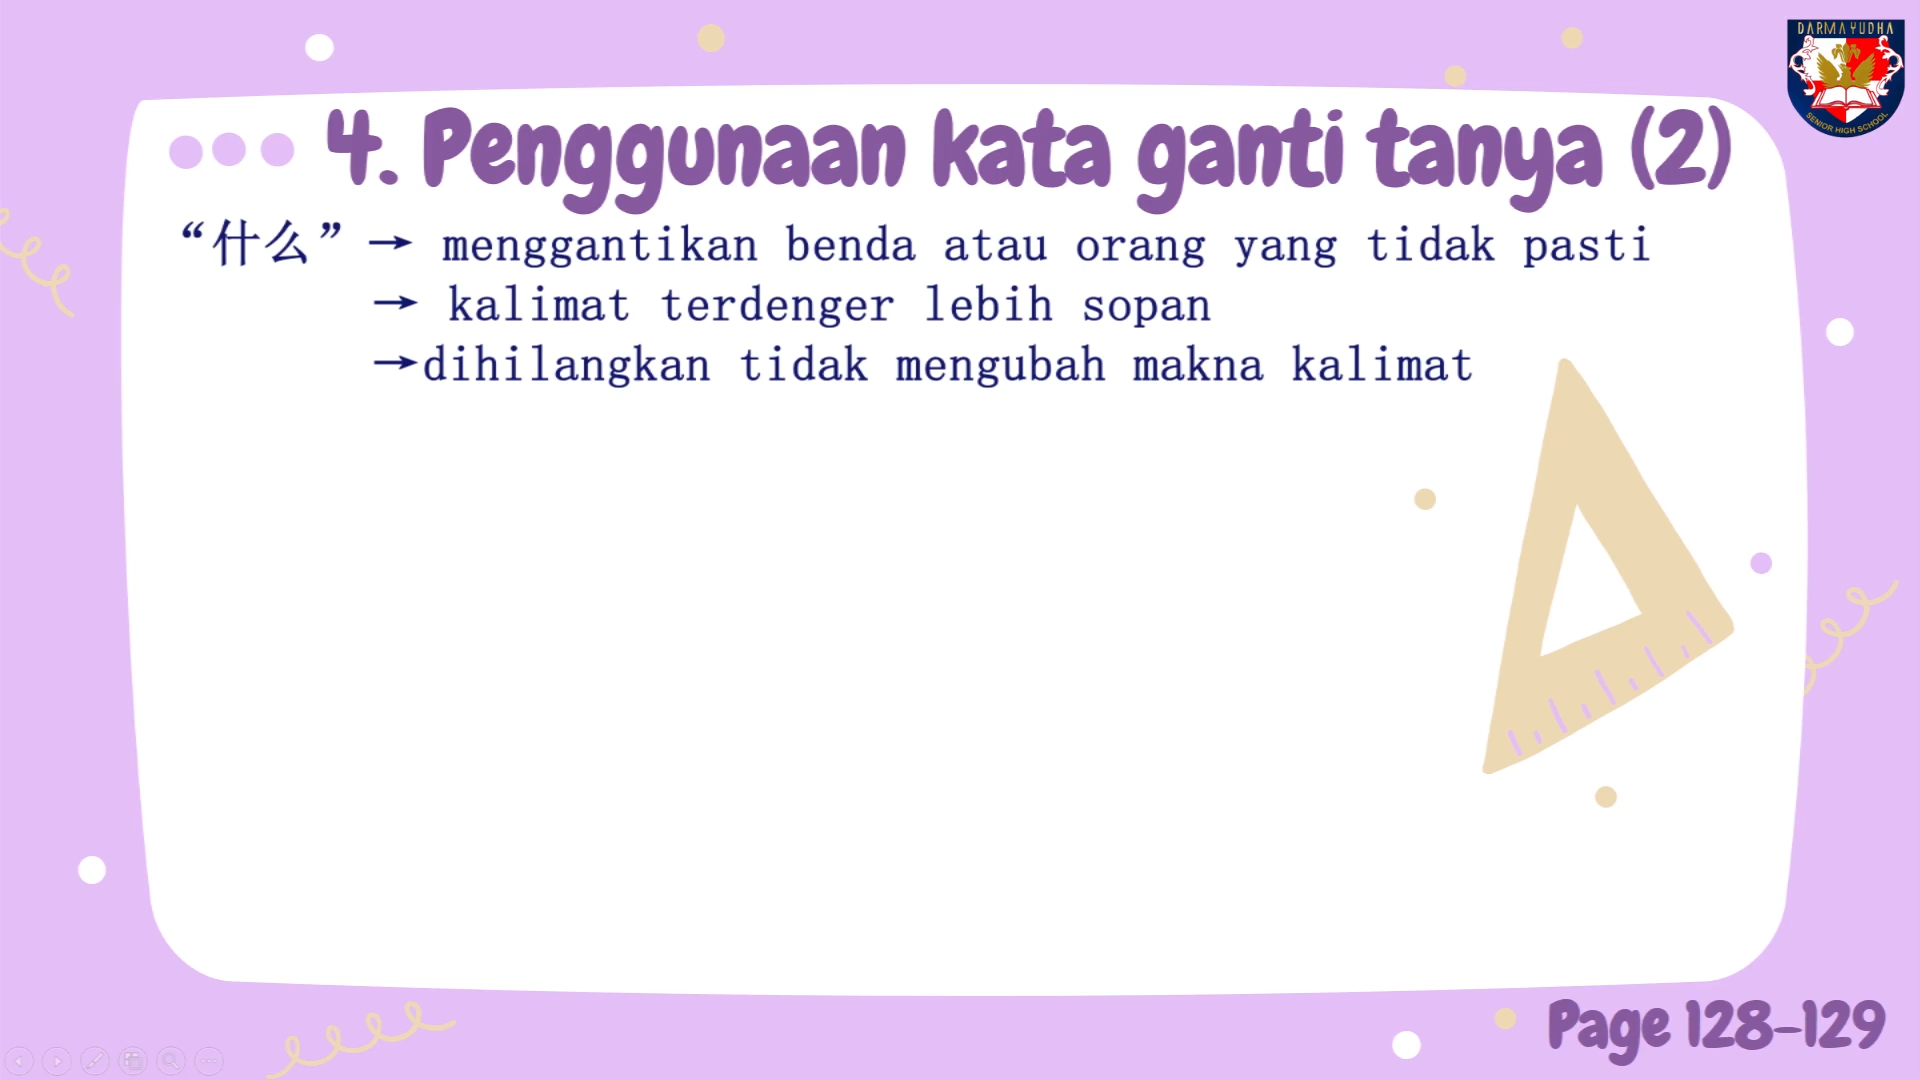 DARMA YUDHA
SENIOR HIGH SCHOOL
4. Penggunaan kata ganti tanya (2)
“什么”→ menggantikan benda atau orang yang tidak pasti
→ kalimat terdenger lebih sopan
→dihilangkan tidak mengubah makna kalimat
Page 128-129